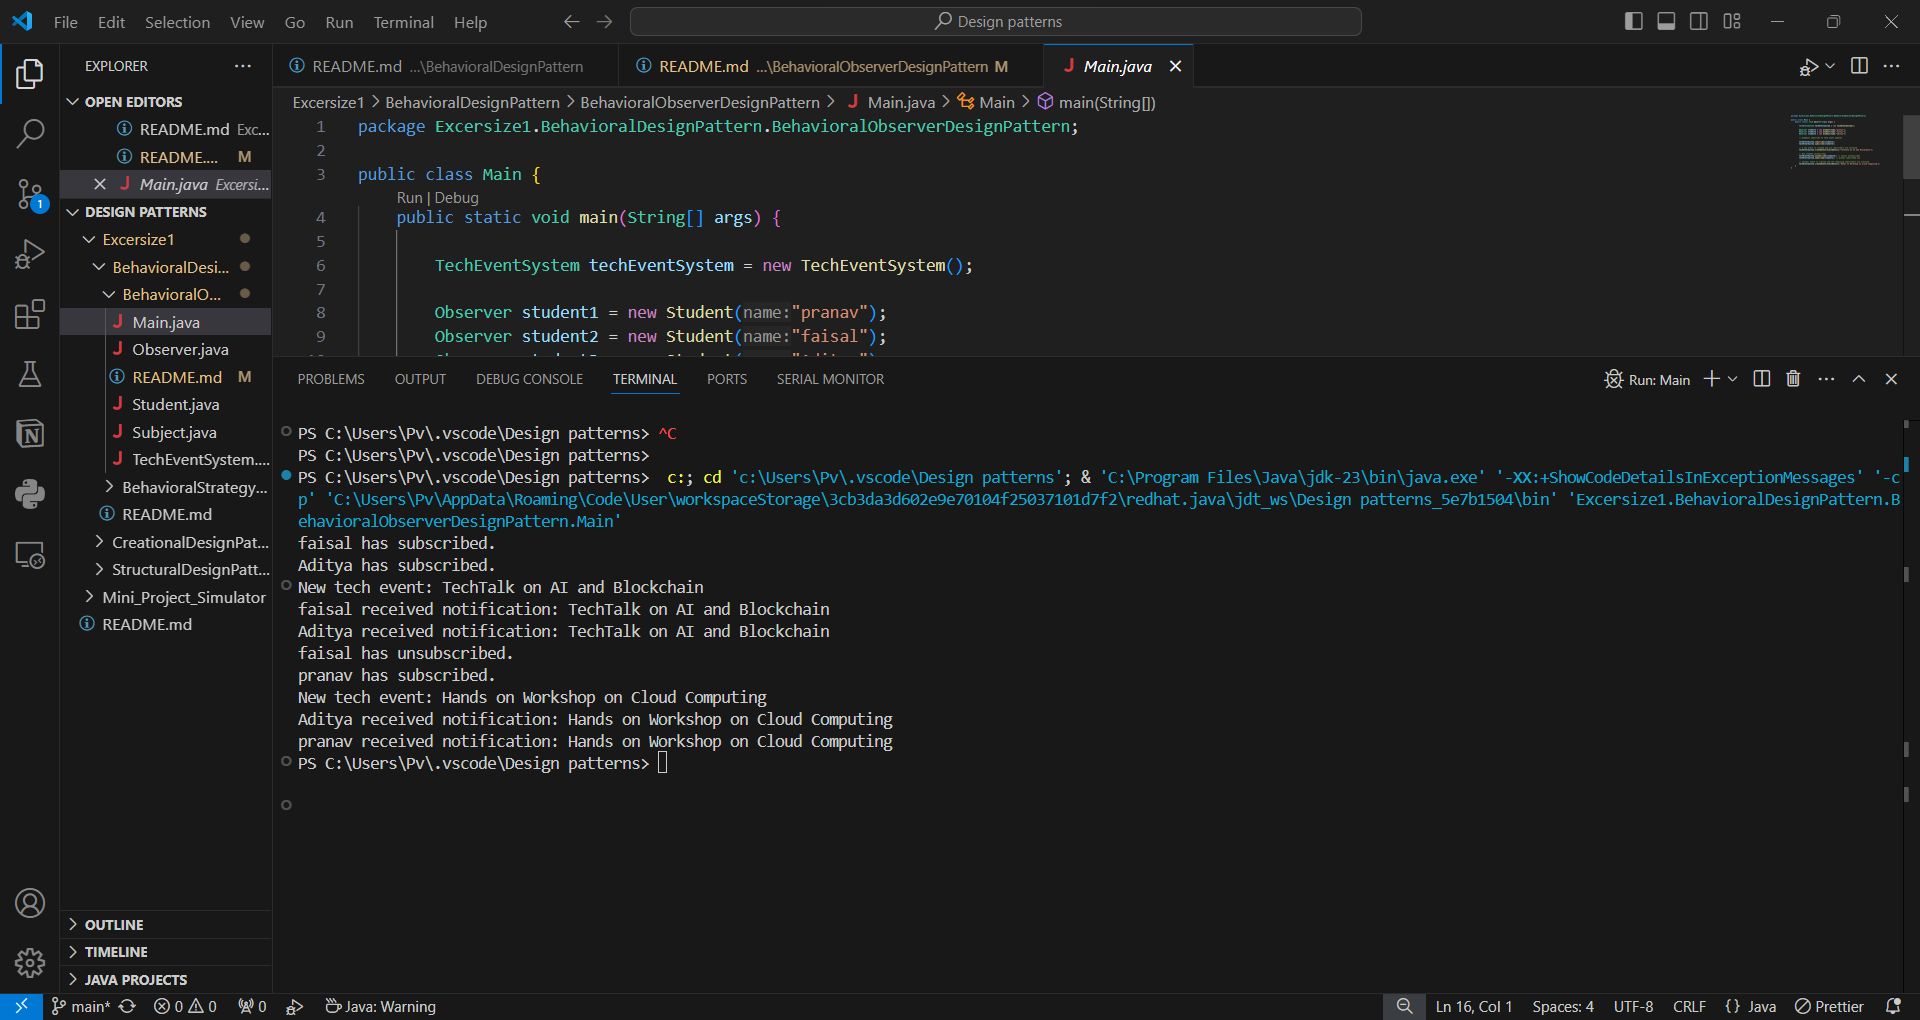 File Edit Selection View Go Run Terminal Help
Design patterns
EXPLORER
OPEN EDITORS
README.md Exc...
README.... M
Main.java Excersi...
DESIGN PATTERNS
Excersize1
BehavioralDesi...
BehavioralO...
Main.java
Observer.java
README.md M
Student.java
Subject.java
TechEventSystem....
BehavioralStrategy...
README.md
CreationalDesignPat...
StructuralDesignPatt...
Mini_Project_Simulator
README.md
OUTLINE
TIMELINE
JAVA PROJECTS
1
README.md ...\BehavioralDesignPattern
README.md ...\BehavioralObserverDesignPattern M
Main.java
Excersize1 > BehavioralDesignPattern > BehavioralObserverDesignPattern > Main.java > Main > main(String[])
1 package Excersize1.BehavioralDesignPattern.BehavioralObserverDesignPattern;
2
3 public class Main {
Run | Debug
4 public static void main(String[] args) {
5
6 TechEventSystem techEventSystem = new TechEventSystem();
7
8 Observer student1 = new Student(name:"pranav");
9 Observer student2 = new Student(name:"faisal");
PROBLEMS OUTPUT DEBUG CONSOLE TERMINAL PORTS SERIAL MONITOR
Run: Main
PS C:\Users\Pv\.vscode\Design patterns> ^C
PS C:\Users\Pv\.vscode\Design patterns>
PS C:\Users\Pv\.vscode\Design patterns>  c:; cd 'c:\Users\Pv\.vscode\Design patterns'; & 'C:\Program Files\Java\jdk-23\bin\java.exe' '-XX:+ShowCodeDetailsInExceptionMessages' '-c
p' 'C:\Users\Pv\AppData\Roaming\Code\User\workspaceStorage\3cb3da3d602e9e70104f25037101d7f2\redhat.java\jdt_ws\Design patterns_5e7b1504\bin' 'Excersize1.BehavioralDesignPattern.B
ehavioralObserverDesignPattern.Main'
faisal has subscribed.
Aditya has subscribed.
New tech event: TechTalk on AI and Blockchain
faisal received notification: TechTalk on AI and Blockchain
Aditya received notification: TechTalk on AI and Blockchain
faisal has unsubscribed.
pranav has subscribed.
New tech event: Hands on Workshop on Cloud Computing
Aditya received notification: Hands on Workshop on Cloud Computing
pranav received notification: Hands on Workshop on Cloud Computing
PS C:\Users\Pv\.vscode\Design patterns>
main* 0 0 0 Java: Warning
Ln 16, Col 1 Spaces: 4 UTF-8 CRLF {} Java Prettier